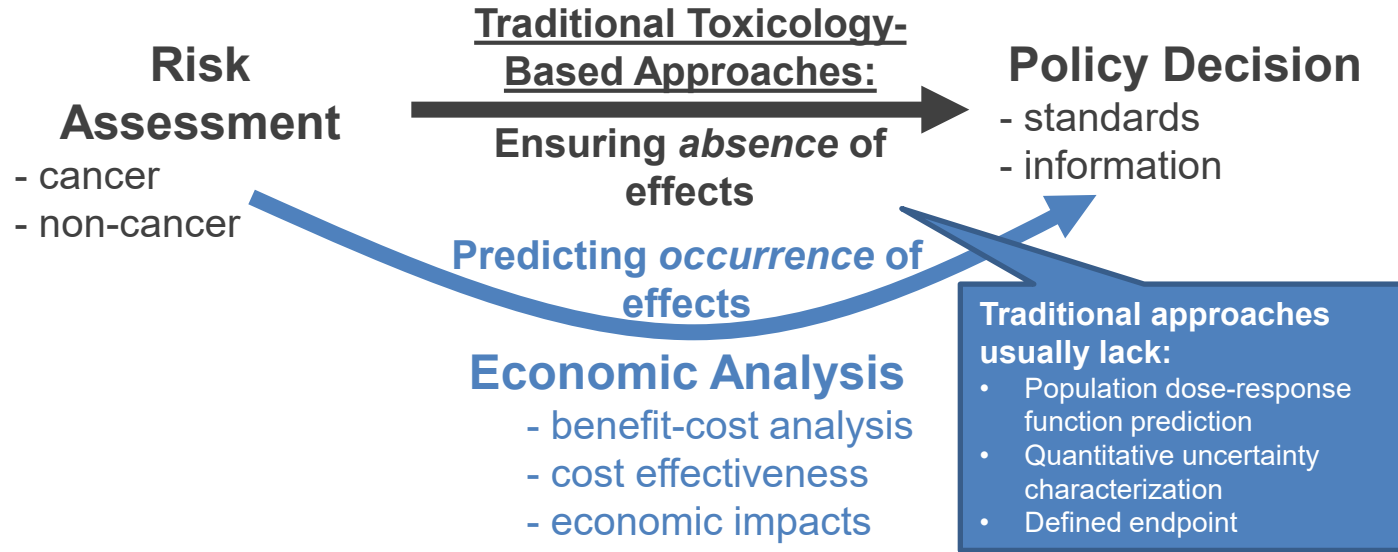 Risk
Assessment
- cancer
- non-cancer
Traditional Toxicology-
Based Approaches:
Ensuring absence of
effects
Policy Decision
- standards
- information
Predicting occurrence of
effects
Economic Analysis
- benefit-cost analysis
- cost effectiveness
- economic impacts
Traditional approaches
usually lack:
• Population dose-response
function prediction
• Quantitative uncertainty
characterization
• Defined endpoint